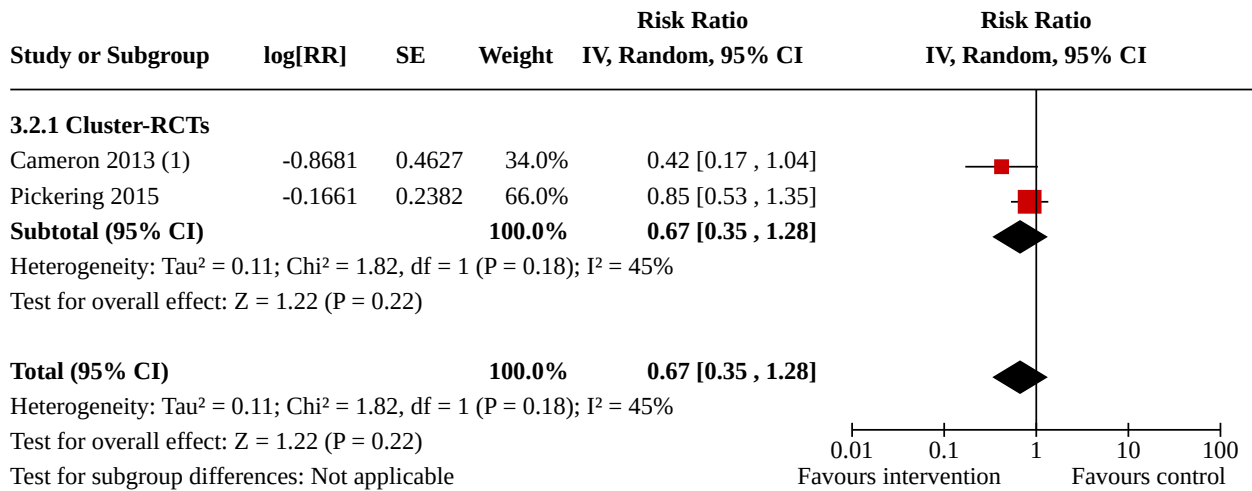 Risk Ratio Risk Ratio
Study or Subgroup log[RR] SE Weight IV, Random, 95% CI IV, Random, 95% CI
3.2.1 Cluster-RCTs
Cameron 2013 (1) -0.8681 0.4627 34.0% 0.42 [0.17 , 1.04]
Pickering 2015 -0.1661 0.2382 66.0% 0.85 [0.53 , 1.35]
Subtotal (95% CI) 100.0% 0.67 [0.35 , 1.28]
Heterogeneity: Tau² = 0.11; Chi² = 1.82, df = 1 (P = 0.18); I² = 45%
Test for overall effect: Z = 1.22 (P = 0.22)
Total (95% CI) 100.0% 0.67 [0.35 , 1.28]
Heterogeneity: Tau² = 0.11; Chi² = 1.82, df = 1 (P = 0.18); I² = 45%
Test for overall effect: Z = 1.22 (P = 0.22) 0.01 0.1 1 10 100
Test for subgroup differences: Not applicable Favours intervention Favours control